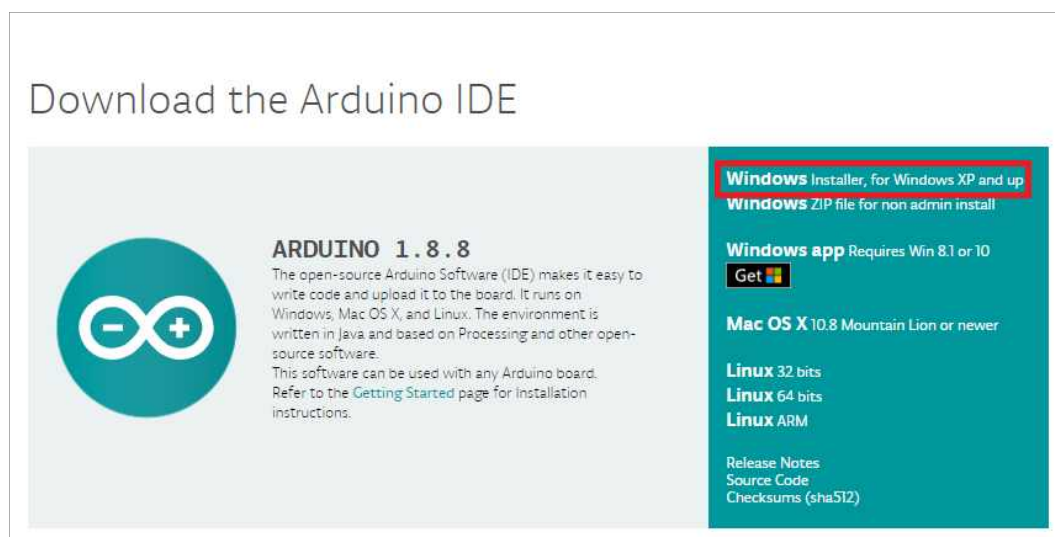 Download the Arduino IDE
ARDUINO 1.8.8
The open-source Arduino Software (IDE) makes it easy to
write code and upload it to the board. It runs on
Windows, Mac OS X, and Linux. The environment is
written in Java and based on Processing and other open-
source software.
This software can be used with any Arduino board.
Refer to the Getting Started page for Installation
instructions.
Windows Installer, for Windows XP and up
Windows ZIP file for non admin install
Windows app Requires Win 8.1 or 10
Get
Mac OS X 10.8 Mountain Lion or newer
Linux 32 bits
Linux 64 bits
Linux ARM
Release Notes
Source Code
Checksums (sha512)